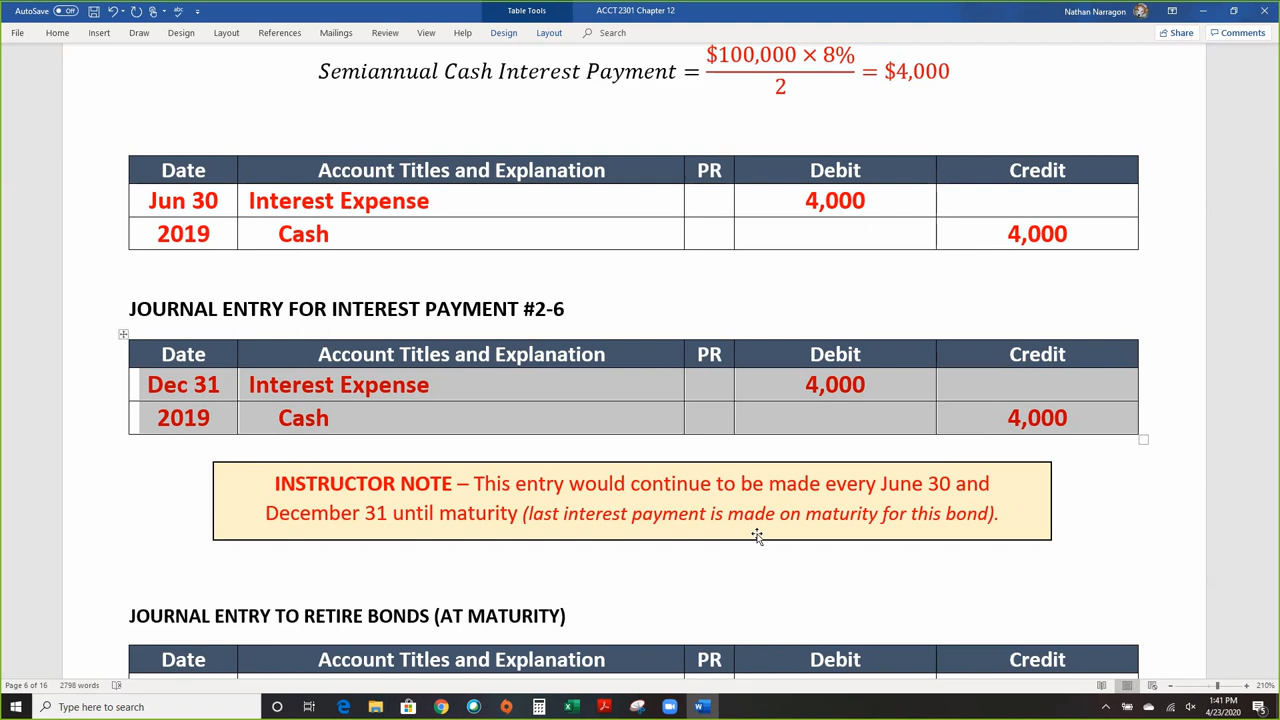 AutoSave Off
Table Tools
ACCT 2301 Chapter 12
Nathan Narragon
File Home Insert Draw Design Layout References Mailings Review View Help Design Layout Search Share Comments
Semiannual Cash Interest Payment = $100,000 × 8% / 2 = $4,000
Date Account Titles and Explanation PR Debit Credit
Jun 30 Interest Expense 4,000
2019 Cash 4,000
JOURNAL ENTRY FOR INTEREST PAYMENT #2-6
Date Account Titles and Explanation PR Debit Credit
Dec 31 Interest Expense 4,000
2019 Cash 4,000
INSTRUCTOR NOTE – This entry would continue to be made every June 30 and
December 31 until maturity (last interest payment is made on maturity for this bond).
JOURNAL ENTRY TO RETIRE BONDS (AT MATURITY)
Date Account Titles and Explanation PR Debit Credit
Page 6 of 16 2798 words 210%
Type here to search
1:41 PM
4/23/2020